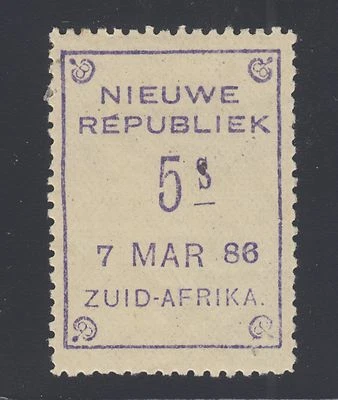 NIEUWE
REPUBLIEK
5s
7 MAR 86
ZUID-AFRIKA.